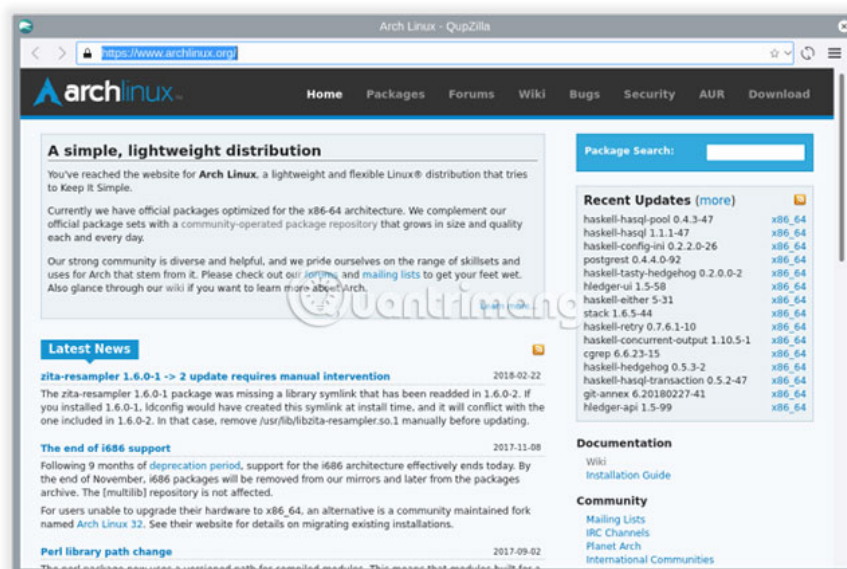 Arch Linux - QupZilla
https://www.archlinux.org/
archlinux
Home Packages Forums Wiki Bugs Security AUR Download
A simple, lightweight distribution
You've reached the website for Arch Linux, a lightweight and flexible Linux® distribution that tries
to Keep It Simple.
Currently we have official packages optimized for the x86-64 architecture. We complement our
official package sets with a community-operated package repository that grows in size and quality
each and every day.
Our strong community is diverse and helpful, and we pride ourselves on the range of skillsets and
uses for Arch that stem from it. Please check out our forums and mailing lists to get your feet wet.
Also glance through our wiki if you want to learn more about Arch.
Quantrimang
Latest News
zita-resampler 1.6.0-1 -> 2 update requires manual intervention 2018-02-22
The zita-resampler 1.6.0-1 package was missing a library symlink that has been readded in 1.6.0-2. If
you installed 1.6.0-1, ldconfig would have created this symlink at install time, and it will conflict with the
one included in 1.6.0-2. In that case, remove /usr/lib/libzita-resampler.so.1 manually before updating.
The end of i686 support 2017-11-08
Following 9 months of deprecation period, support for the i686 architecture effectively ends today. By
the end of November, i686 packages will be removed from our mirrors and later from the packages
archive. The [multilib] repository is not affected.
For users unable to upgrade their hardware to x86_64, an alternative is a community maintained fork
named Arch Linux 32. See their website for details on migrating existing installations.
Perl library path change 2017-09-02
Package Search:
Recent Updates (more)
haskell-hasql-pool 0.4.3-47 x86_64
haskell-hasql 1.1.1-47 x86_64
haskell-config-ini 0.2.2.0-26 x86_64
postgrest 0.4.4.0-92 x86_64
haskell-tasty-hedgehog 0.2.0.0-2 x86_64
hledger-ui 1.5-58 x86_64
haskell-either 5-31 x86_64
stack 1.6.5-44 x86_64
haskell-retry 0.7.6.1-10 x86_64
haskell-concurrent-output 1.10.5-1 x86_64
cgrep 6.6.23-15 x86_64
haskell-hedgehog 0.5.3-2 x86_64
haskell-hasql-transaction 0.5.2-47 x86_64
git-annex 6.20180227-41 x86_64
hledger-api 1.5-99 x86_64
Documentation
Wiki
Installation Guide
Community
Mailing Lists
IRC Channels
Planet Arch
International Communities